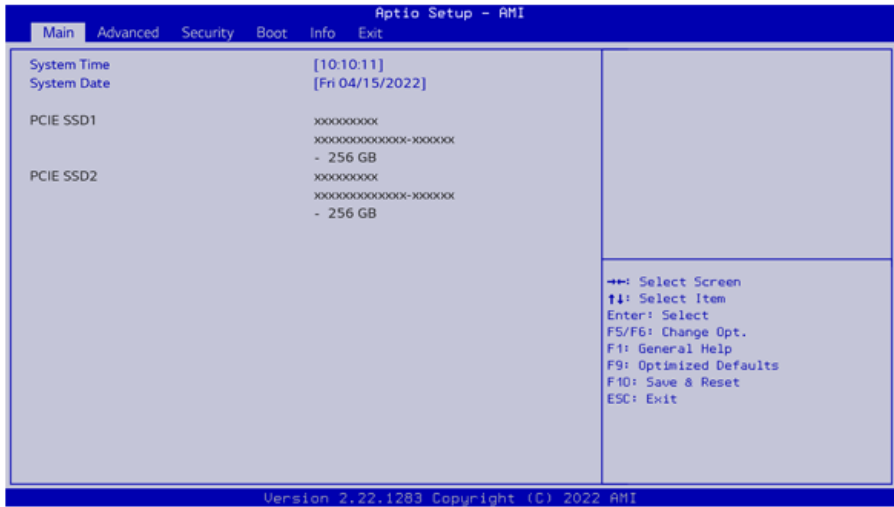 Aptio Setup - AMI
Main Advanced Security Boot Info Exit
System Time [10:10:11]
System Date [Fri 04/15/2022]
PCIE SSD1 xxxxxxxxx
xxxxxxxxxxxxx-xxxxxx
- 256 GB
PCIE SSD2 xxxxxxxxx
xxxxxxxxxxxxx-xxxxxx
- 256 GB
→←: Select Screen
↑↓: Select Item
Enter: Select
F5/F6: Change Opt.
F1: General Help
F9: Optimized Defaults
F10: Save & Reset
ESC: Exit
Version 2.22.1283 Copyright (C) 2022 AMI